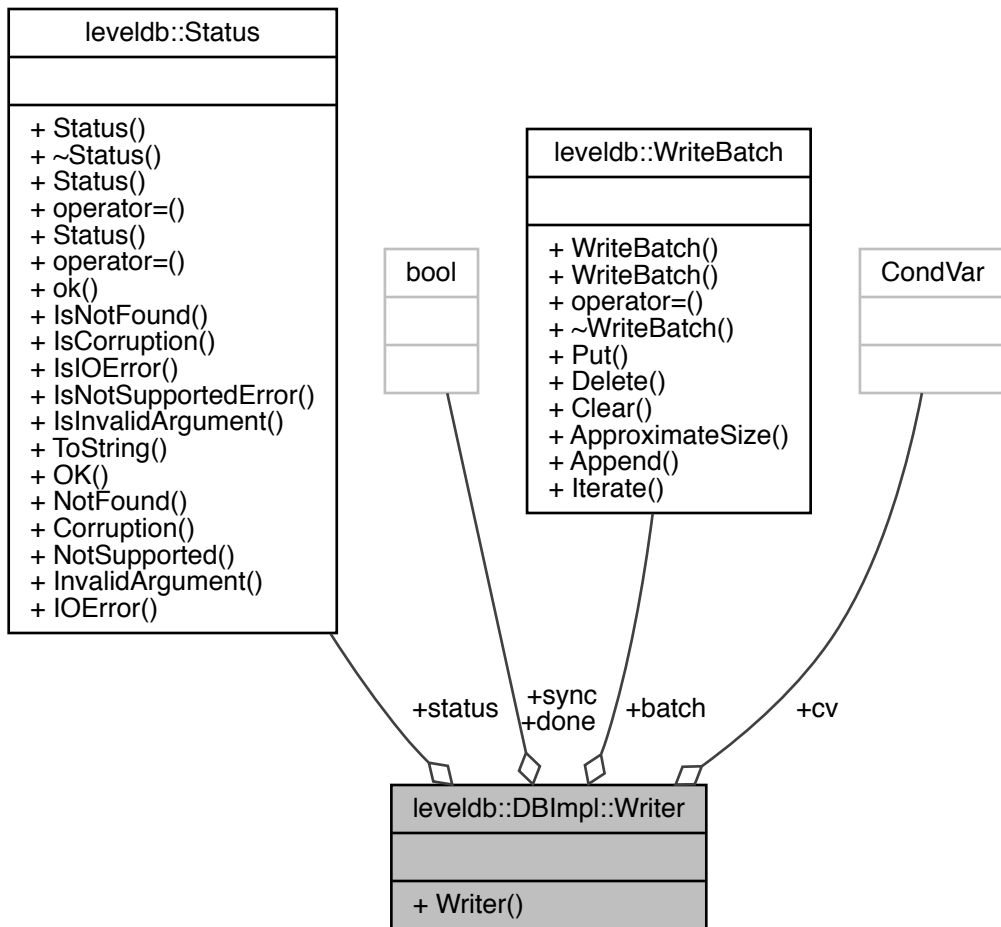 leveldb::Status
+ Status()
+ ~Status()
+ Status()
+ operator=()
+ Status()
+ operator=()
+ ok()
+ IsNotFound()
+ IsCorruption()
+ IsIOError()
+ IsNotSupportedError()
+ IsInvalidArgument()
+ ToString()
+ OK()
+ NotFound()
+ Corruption()
+ NotSupported()
+ InvalidArgument()
+ IOError()
bool
leveldb::WriteBatch
+ WriteBatch()
+ WriteBatch()
+ operator=()
+ ~WriteBatch()
+ Put()
+ Delete()
+ Clear()
+ ApproximateSize()
+ Append()
+ Iterate()
CondVar
+status
+sync
+done
+batch
+cv
leveldb::DBImpl::Writer
+ Writer()